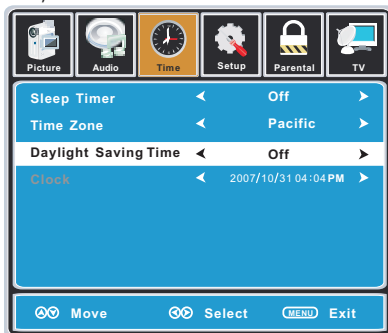 Picture Audio Time Setup Parental TV
Sleep Timer Off
Time Zone Pacific
Daylight Saving Time Off
Clock 2007/10/31 04:04 PM
Move Select MENU Exit